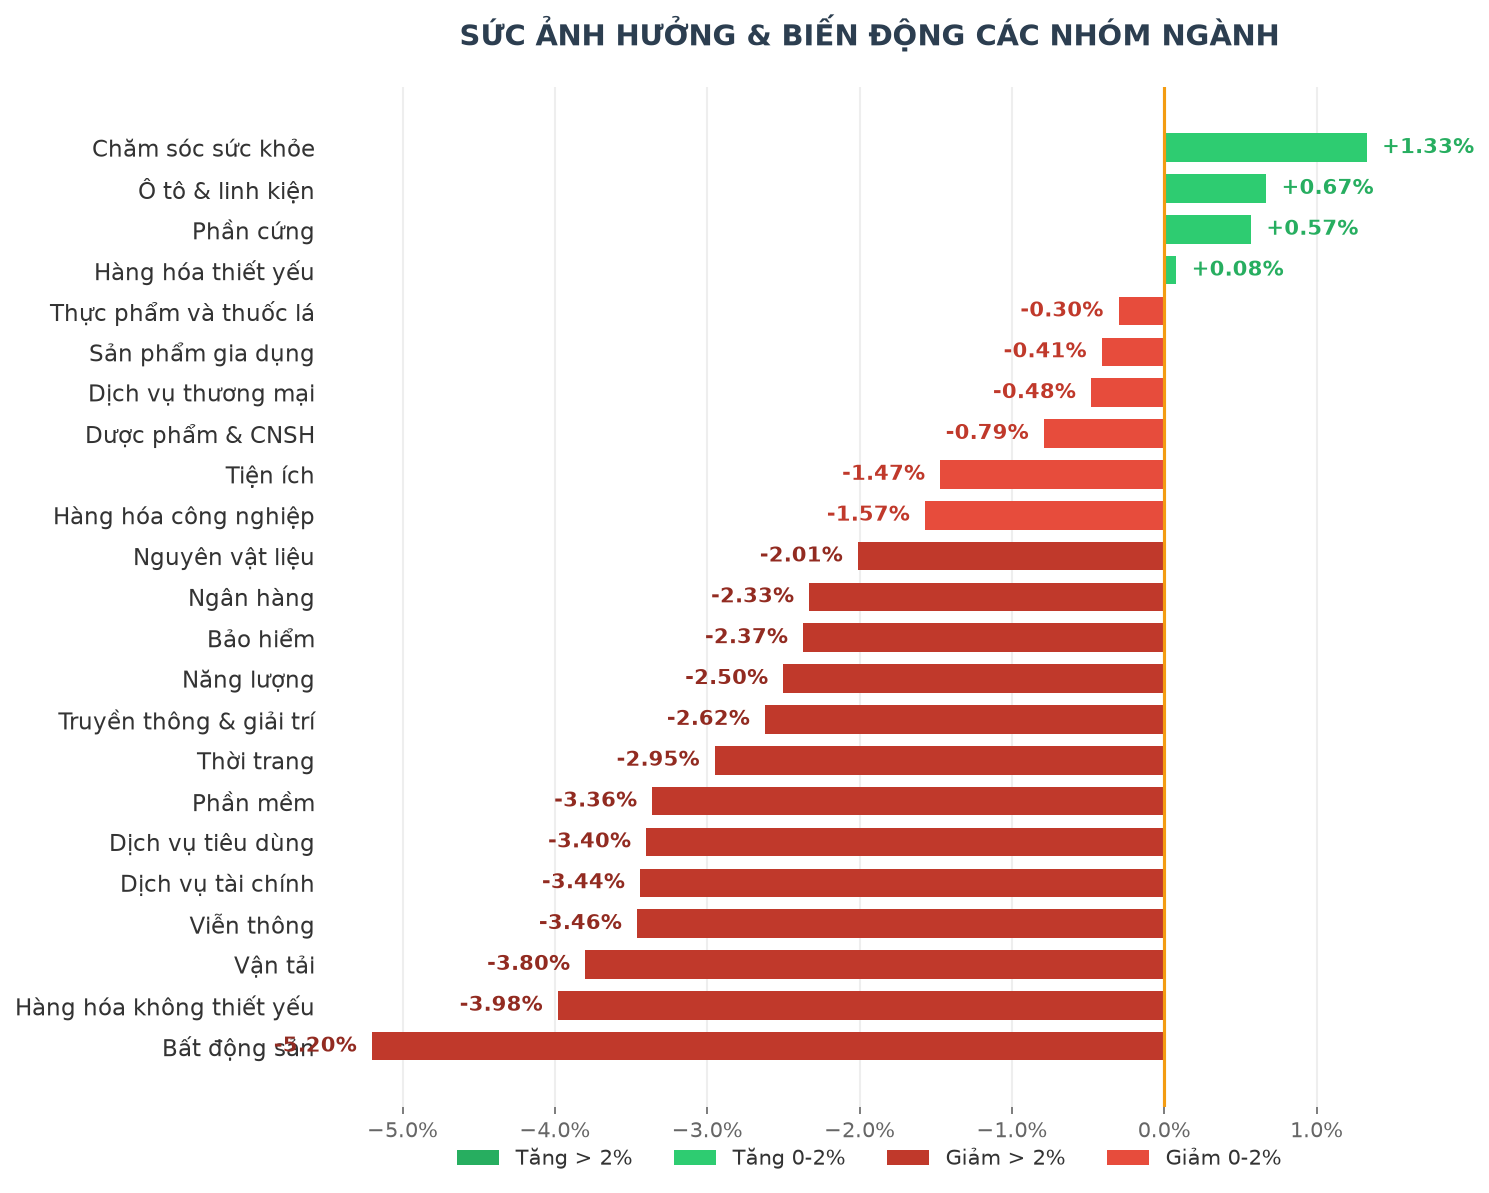 SỨC ẢNH HƯỞNG & BIẾN ĐỘNG CÁC NHÓM NGÀNH
Chăm sóc sức khỏe +1.33%
Ô tô & linh kiện +0.67%
Phần cứng +0.57%
Hàng hóa thiết yếu +0.08%
Thực phẩm và thuốc lá -0.30%
Sản phẩm gia dụng -0.41%
Dịch vụ thương mại -0.48%
Dược phẩm & CNSH -0.79%
Tiện ích -1.47%
Hàng hóa công nghiệp -1.57%
Nguyên vật liệu -2.01%
Ngân hàng -2.33%
Bảo hiểm -2.37%
Năng lượng -2.50%
Truyền thông & giải trí -2.62%
Thời trang -2.95%
Phần mềm -3.36%
Dịch vụ tiêu dùng -3.40%
Dịch vụ tài chính -3.44%
Viễn thông -3.46%
Vận tải -3.80%
Hàng hóa không thiết yếu -3.98%
Bất động sản -5.20%
−5.0% −4.0% −3.0% −2.0% −1.0% 0.0% 1.0%
Tăng > 2% Tăng 0-2% Giảm > 2% Giảm 0-2%